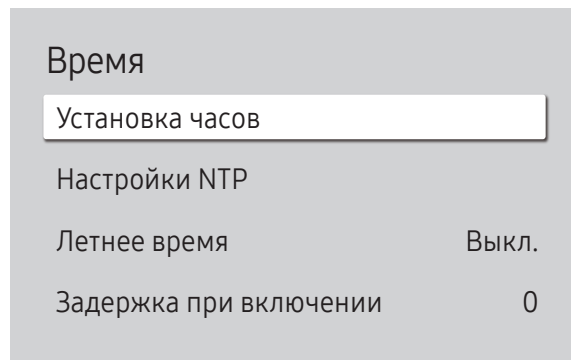 Время
Установка часов
Настройки NTP
Летнее время Выкл.
Задержка при включении 0